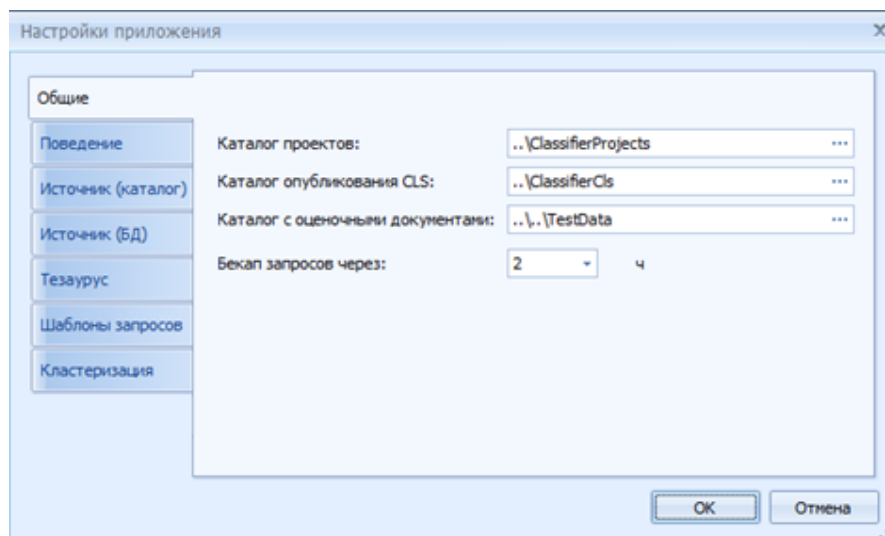 Настройки приложения
Общие
Поведение
Источник (каталог)
Источник (БД)
Тезаурус
Шаблоны запросов
Кластеризация
Каталог проектов: ..\ClassifierProjects ...
Каталог опубликования CLS: ..\ClassifierCls ...
Каталог с оценочными документами: ..\..\TestData ...
Бекап запросов через: 2 ч
OK Отмена